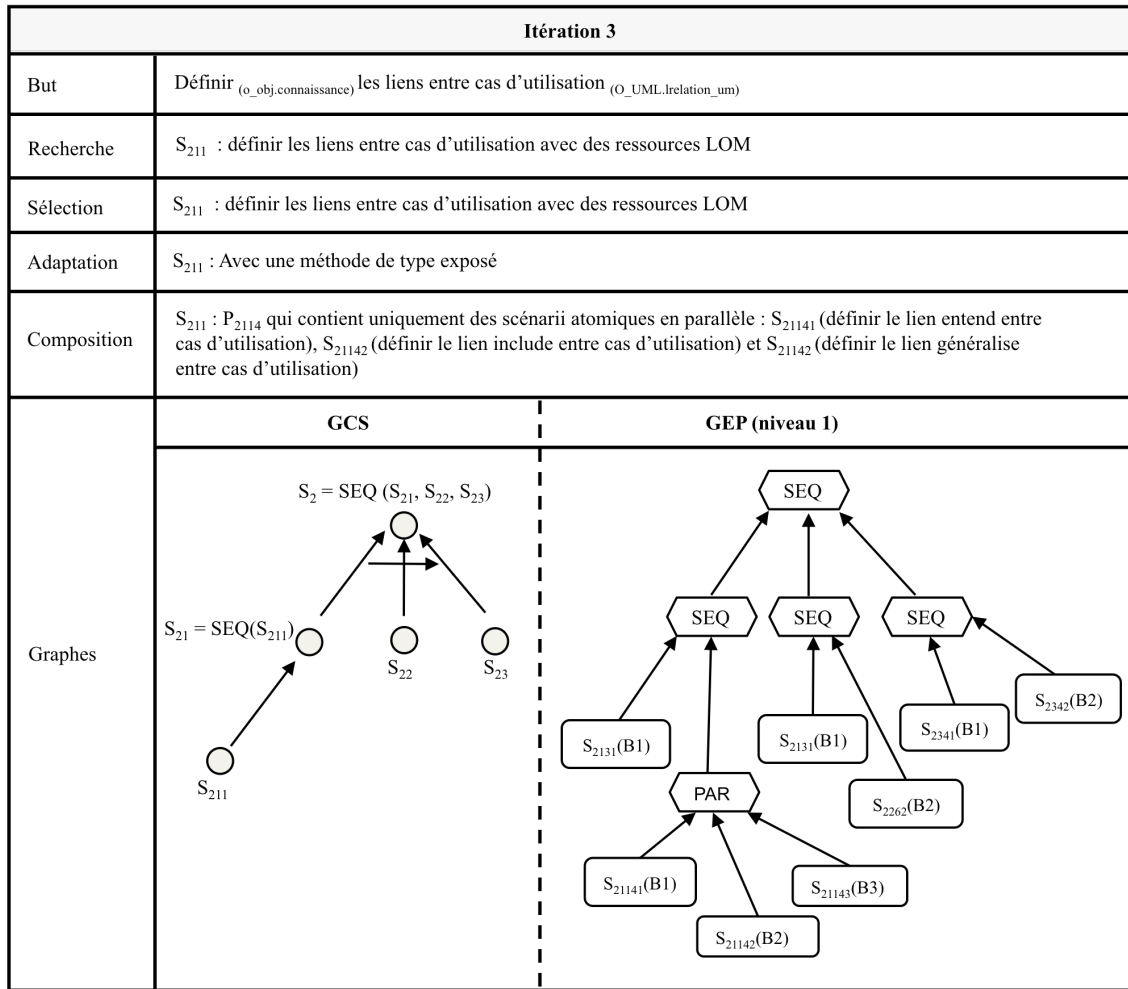 Itération 3
But
Définir (o_obj.connaissance) les liens entre cas d’utilisation (O_UML.lrelation_um)
Recherche
S211 : définir les liens entre cas d’utilisation avec des ressources LOM
Sélection
S211 : définir les liens entre cas d’utilisation avec des ressources LOM
Adaptation
S211 : Avec une méthode de type exposé
Composition
S211 : P2114 qui contient uniquement des scénarii atomiques en parallèle : S21141 (définir le lien entend entre
cas d’utilisation), S21142 (définir le lien include entre cas d’utilisation) et S21142 (définir le lien généralise
entre cas d’utilisation)
Graphes
GCS
S2 = SEQ (S21, S22, S23)
S21 = SEQ(S211)
S22
S23
S211
GEP (niveau 1)
SEQ
SEQ
SEQ
SEQ
S2342(B2)
S2131(B1)
S2131(B1)
S2341(B1)
PAR
S2262(B2)
S21141(B1)
S21143(B3)
S21142(B2)